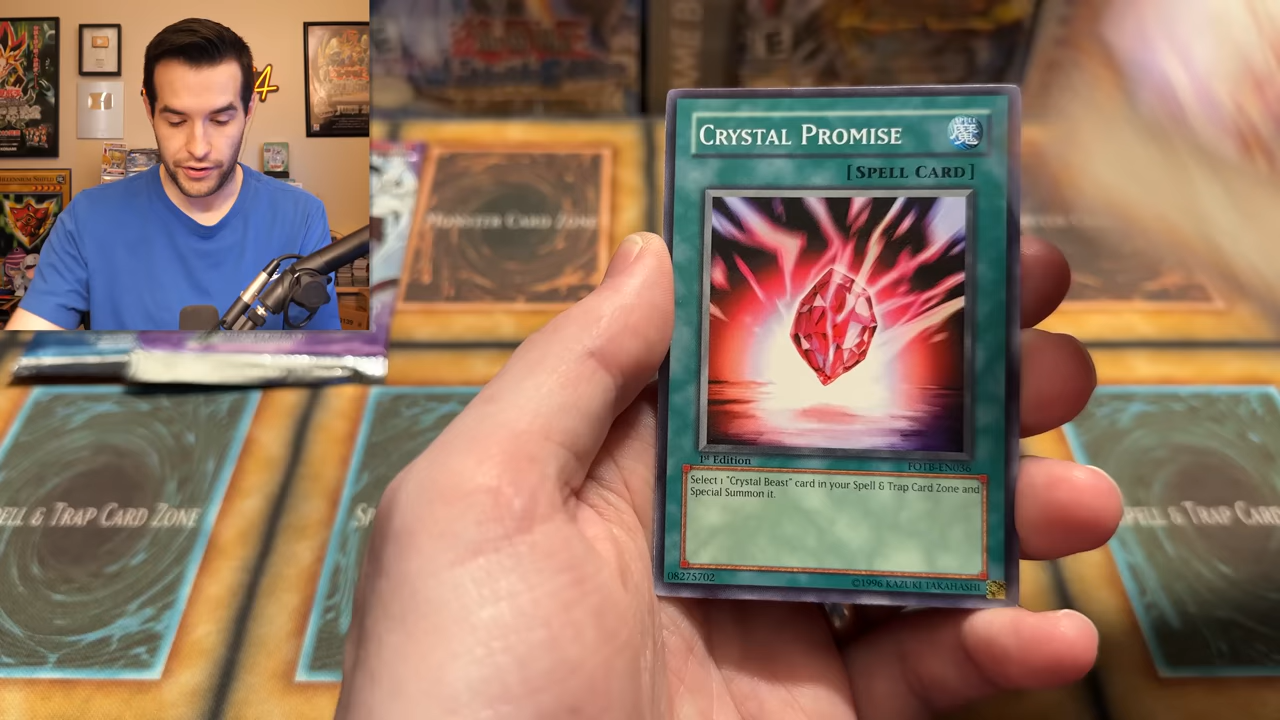 CRYSTAL PROMISE
SPELL
魔
[SPELL CARD]
1st Edition
FOTB-EN036
Select 1 "Crystal Beast" card in your Spell & Trap Card Zone and
Special Summon it.
08275702
©1996 KAZUKI TAKAHASHI
MONSTER CARD ZONE
SPELL & TRAP CARD ZONE
SP
SPELL & TRAP CARD